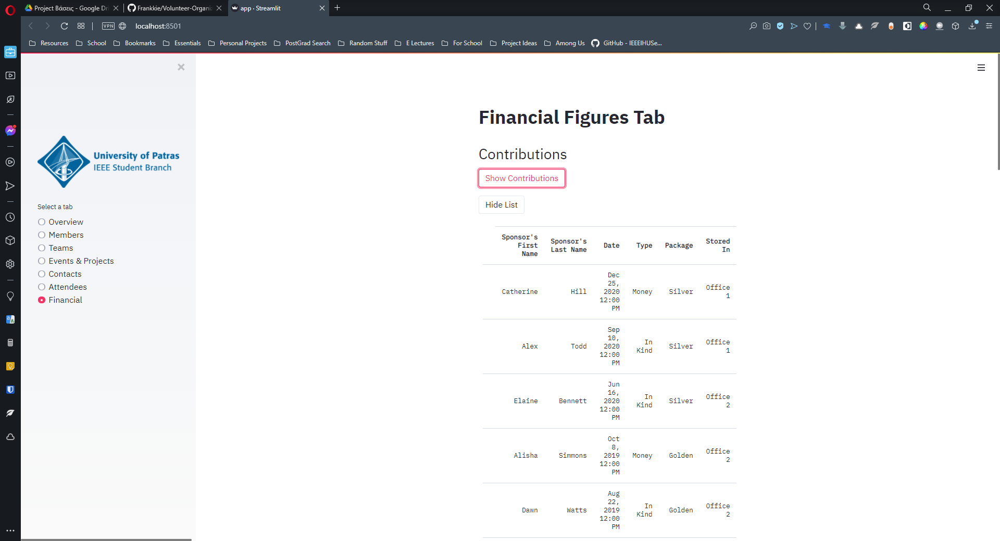 Project Βάσεις - Google Dri
Frankkie/Volunteer-Organiz
app · Streamlit
VPN
localhost:8501
Resources
School
Bookmarks
Essentials
Personal Projects
PostGrad Search
Random Stuff
E Lectures
For School
Project Ideas
Among Us
GitHub - IEEEIHUSe...
University of Patras
IEEE Student Branch
Select a tab
Overview
Members
Teams
Events & Projects
Contacts
Attendees
Financial
Financial Figures Tab
Contributions
Show Contributions
Hide List
Sponsor's First Name Sponsor's Last Name Date Type Package Stored In
Catherine Hill Dec 25, 2020 12:00 PM Money Silver Office 1
Alex Todd Sep 10, 2020 12:00 PM In Kind Silver Office 1
Elaine Bennett Jun 16, 2020 12:00 PM In Kind Silver Office 2
Alisha Simmons Oct 8, 2019 12:00 PM Money Golden Office 2
Dawn Watts Aug 22, 2019 12:00 PM In Kind Golden Office 2